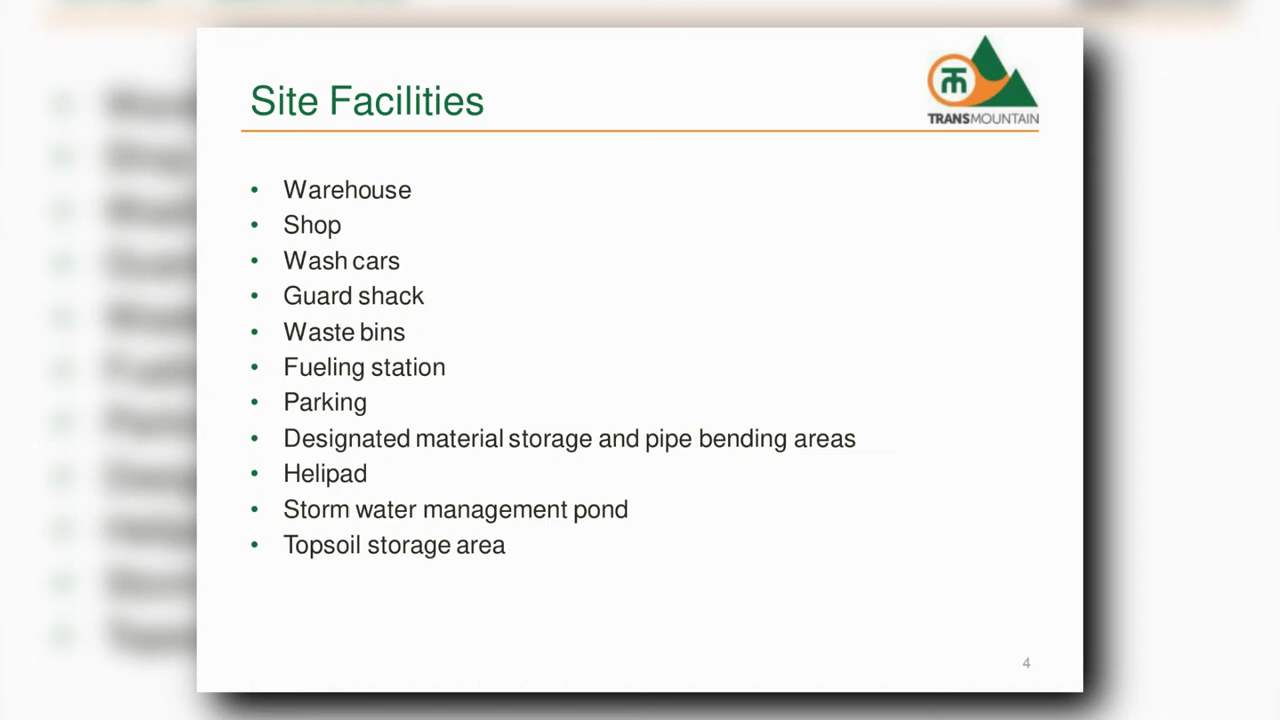 Site Facilities
TRANSMOUNTAIN
• Warehouse
• Shop
• Wash cars
• Guard shack
• Waste bins
• Fueling station
• Parking
• Designated material storage and pipe bending areas
• Helipad
• Storm water management pond
• Topsoil storage area
4